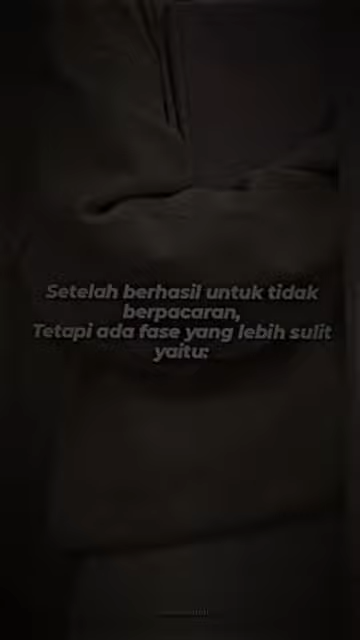 Setelah berhasil untuk tidak
berpacaran,
Tetapi ada fase yang lebih sulit
yaitu: